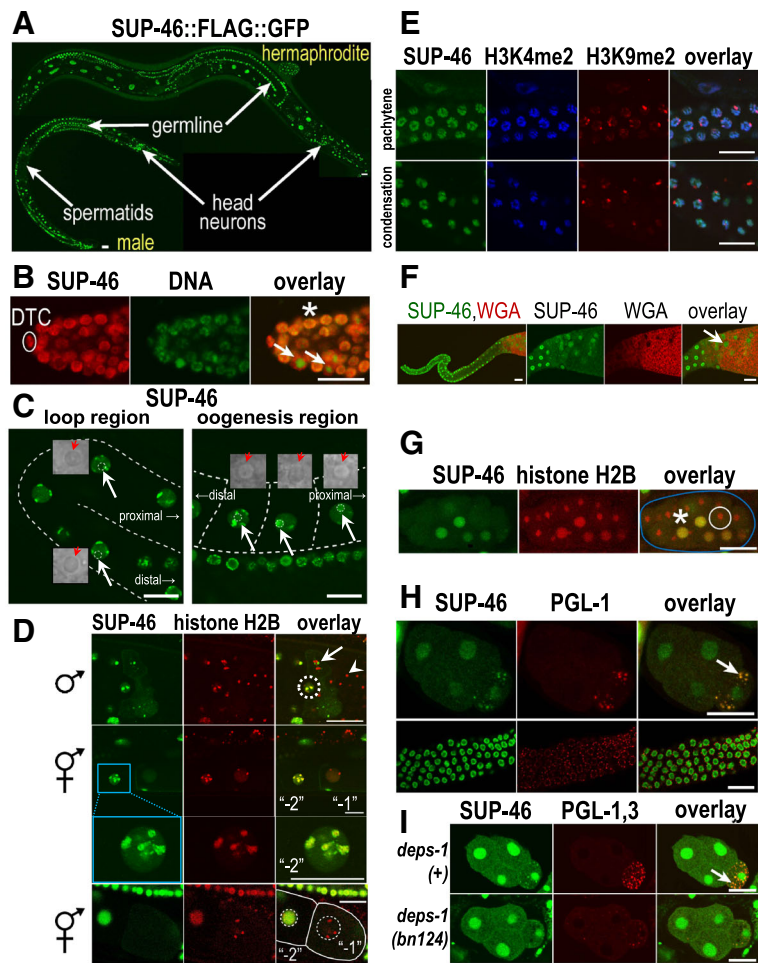 A
SUP-46::FLAG::GFP
hermaphrodite
germline
head
neurons
spermatids
male
B
SUP-46 DNA overlay
DTC
*
C
SUP-46
loop region oogenesis region
proximal →
distal→
←distal
proximal→
D
SUP-46 histone H2B overlay
♂
⚥
"-2" "-1"
"-2"
⚥
"-2" "-1"
E
SUP-46 H3K4me2 H3K9me2 overlay
pachytene
condensation
F
SUP-46,WGA SUP-46 WGA overlay
G
SUP-46 histone H2B overlay
*
H
SUP-46 PGL-1 overlay
I
SUP-46 PGL-1,3 overlay
deps-1
(+)
deps-1
(bn124)